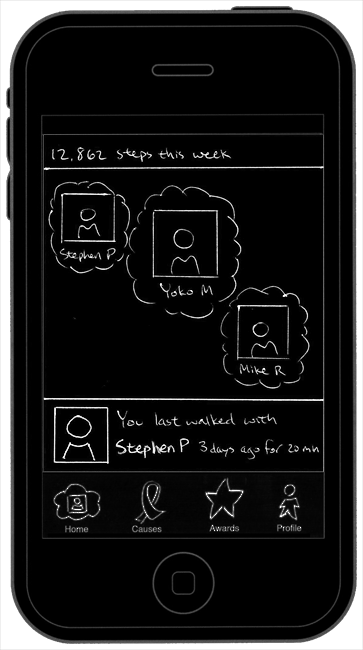 12,862 steps this week
Stephen P
Yoko M
Mike R
You last walked with
Stephen P 3 days ago for 20 min
Home Causes Awards Profile